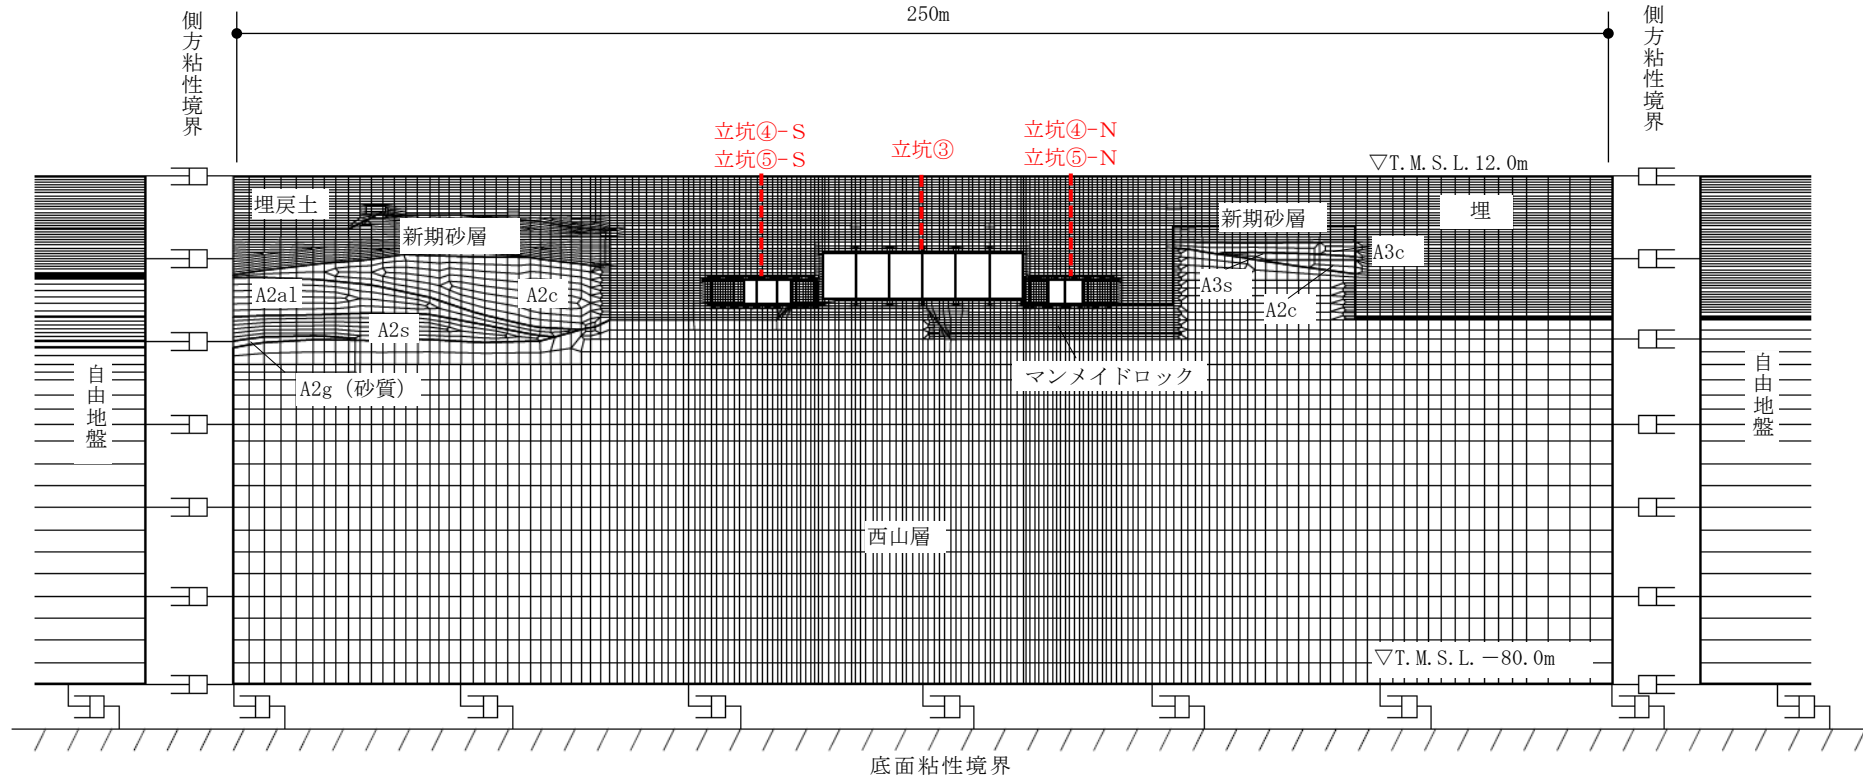 250m
側方粘性境界
側方粘性境界
立坑④-S
立坑⑤-S
立坑③
立坑④-N
立坑⑤-N
▽T.M.S.L.12.0m
埋戻土
新期砂層
新期砂層
埋
A3c
A2al
A2c
A3s
A2c
A2s
A2g (砂質)
マンメイドロック
自由地盤
自由地盤
西山層
▽T.M.S.L.－80.0m
底面粘性境界